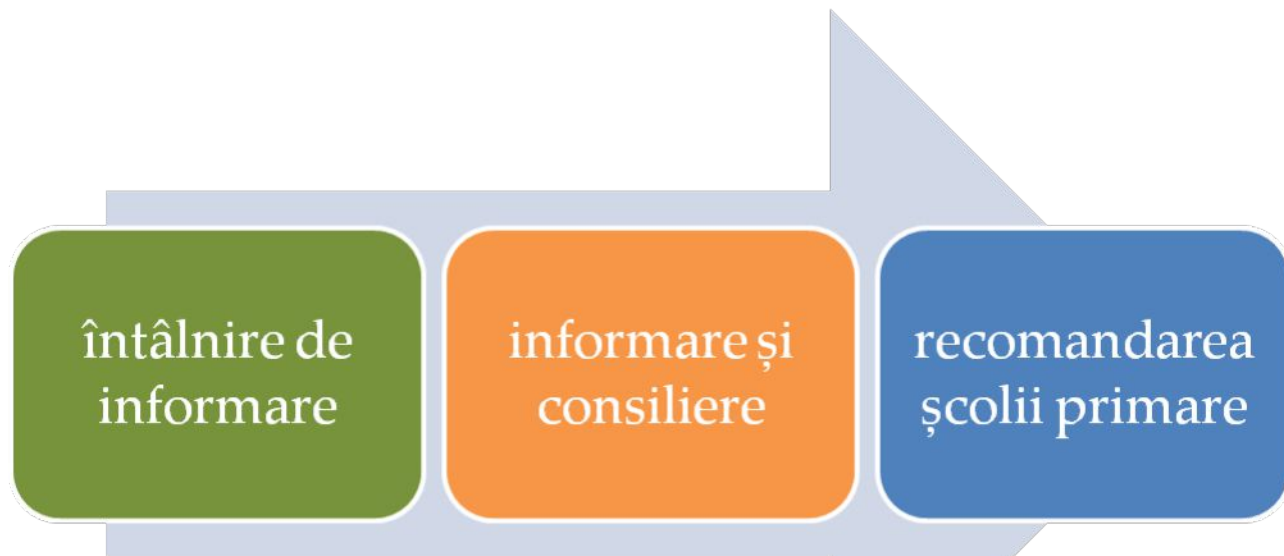 întâlnire de
informare
informare și
consiliere
recomandarea
școlii primare